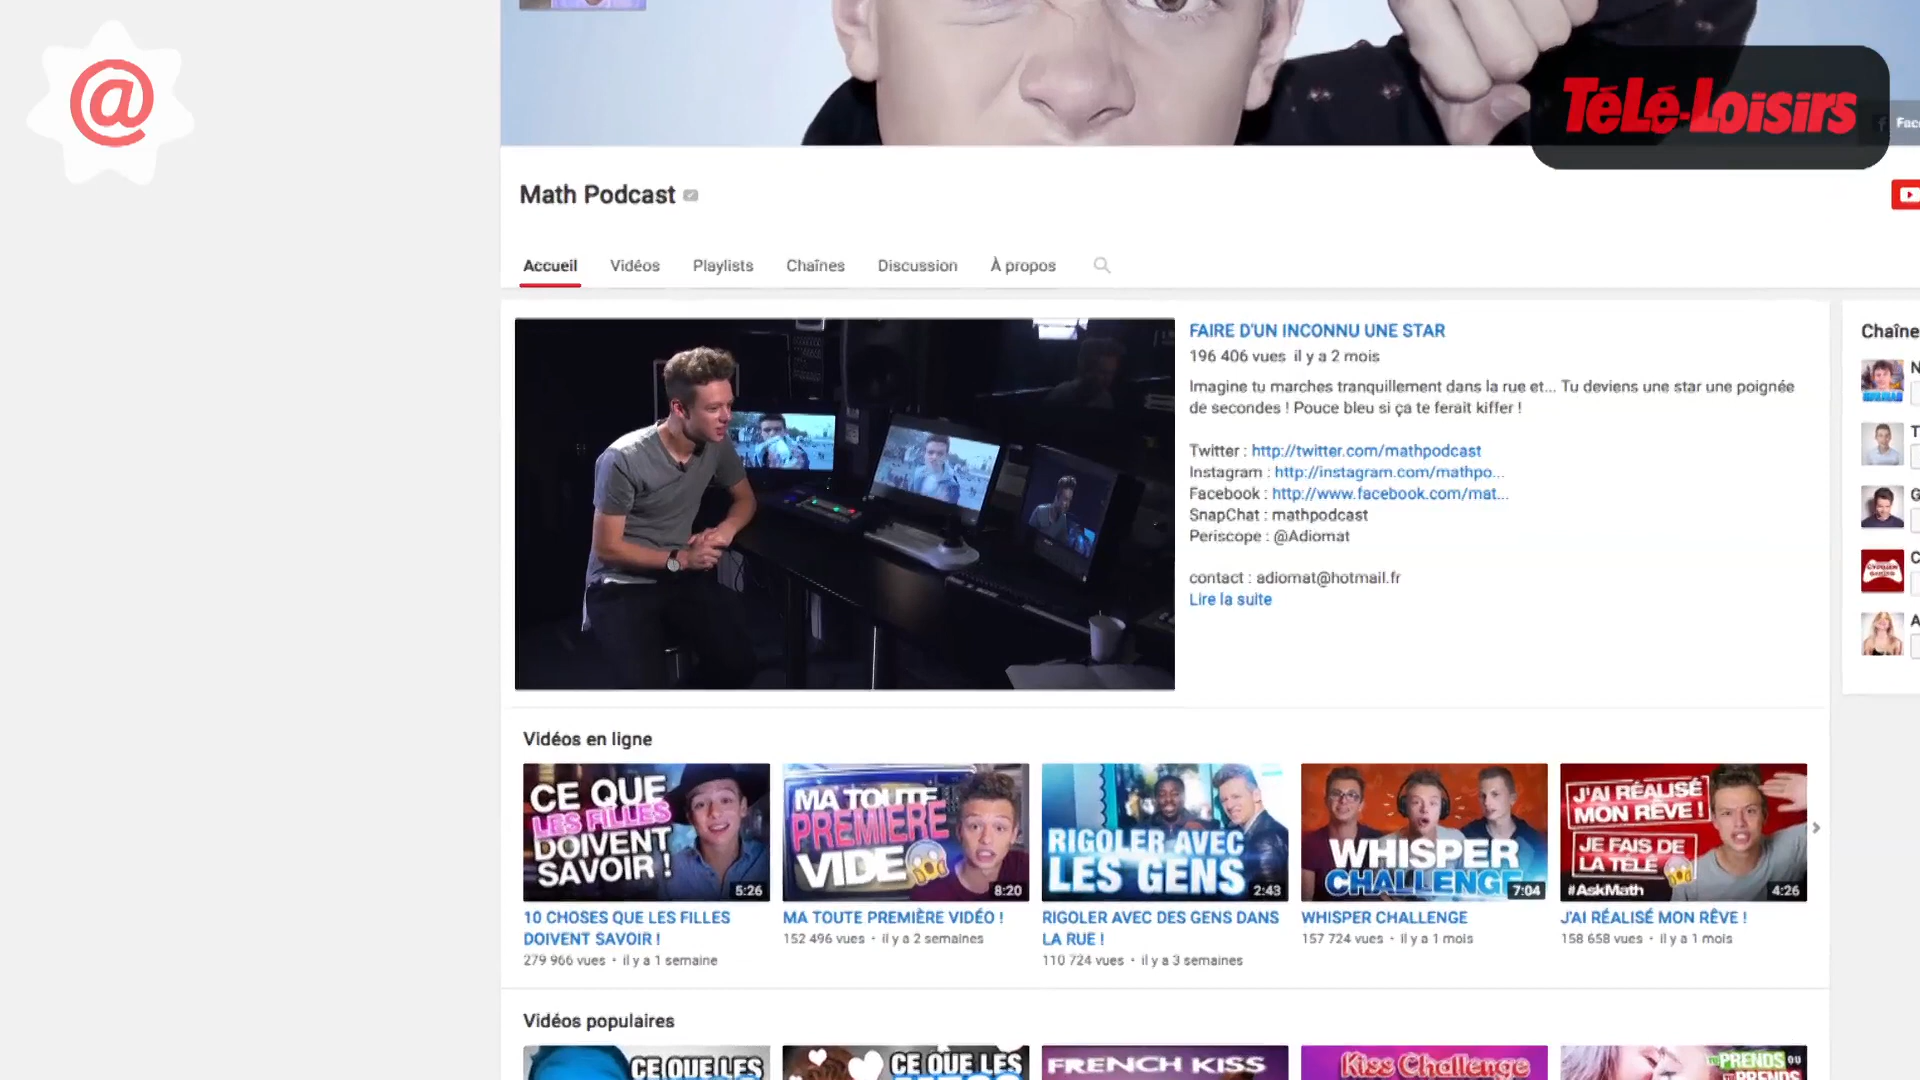 @
TéLé-Loisirs
Math Podcast
Accueil
Vidéos
Playlists
Chaînes
Discussion
À propos
FAIRE D'UN INCONNU UNE STAR
196 406 vues il y a 2 mois
Imagine tu marches tranquillement dans la rue et... Tu deviens une star une poignée
de secondes ! Pouce bleu si ça te ferait kiffer !
Twitter : http://twitter.com/mathpodcast
Instagram : http://instagram.com/mathpo...
Facebook : http://www.facebook.com/mat...
SnapChat : mathpodcast
Periscope : @Adiomat
contact : adiomat@hotmail.fr
Lire la suite
Vidéos en ligne
CE QUE
LES FILLES
DOIVENT
SAVOIR !
5:26
10 CHOSES QUE LES FILLES
DOIVENT SAVOIR !
279 966 vues • il y a 1 semaine
MA TOUTE
PREMIÈRE
VIDEO
8:20
MA TOUTE PREMIÈRE VIDÉO !
152 496 vues • il y a 2 semaines
RIGOLER AVEC
LES GENS
2:43
RIGOLER AVEC DES GENS DANS
LA RUE !
110 724 vues • il y a 3 semaines
WHISPER
CHALLENGE
7:04
WHISPER CHALLENGE
157 724 vues • il y a 1 mois
J'AI RÉALISÉ
MON RÊVE !
JE FAIS DE
LA TÉLÉ
#AskMath
4:26
J'AI RÉALISÉ MON RÊVE !
158 658 vues • il y a 1 mois
Vidéos populaires
CE QUE LES
CE QUE LES
FRENCH KISS
Kiss Challenge
TU PRENDS OU